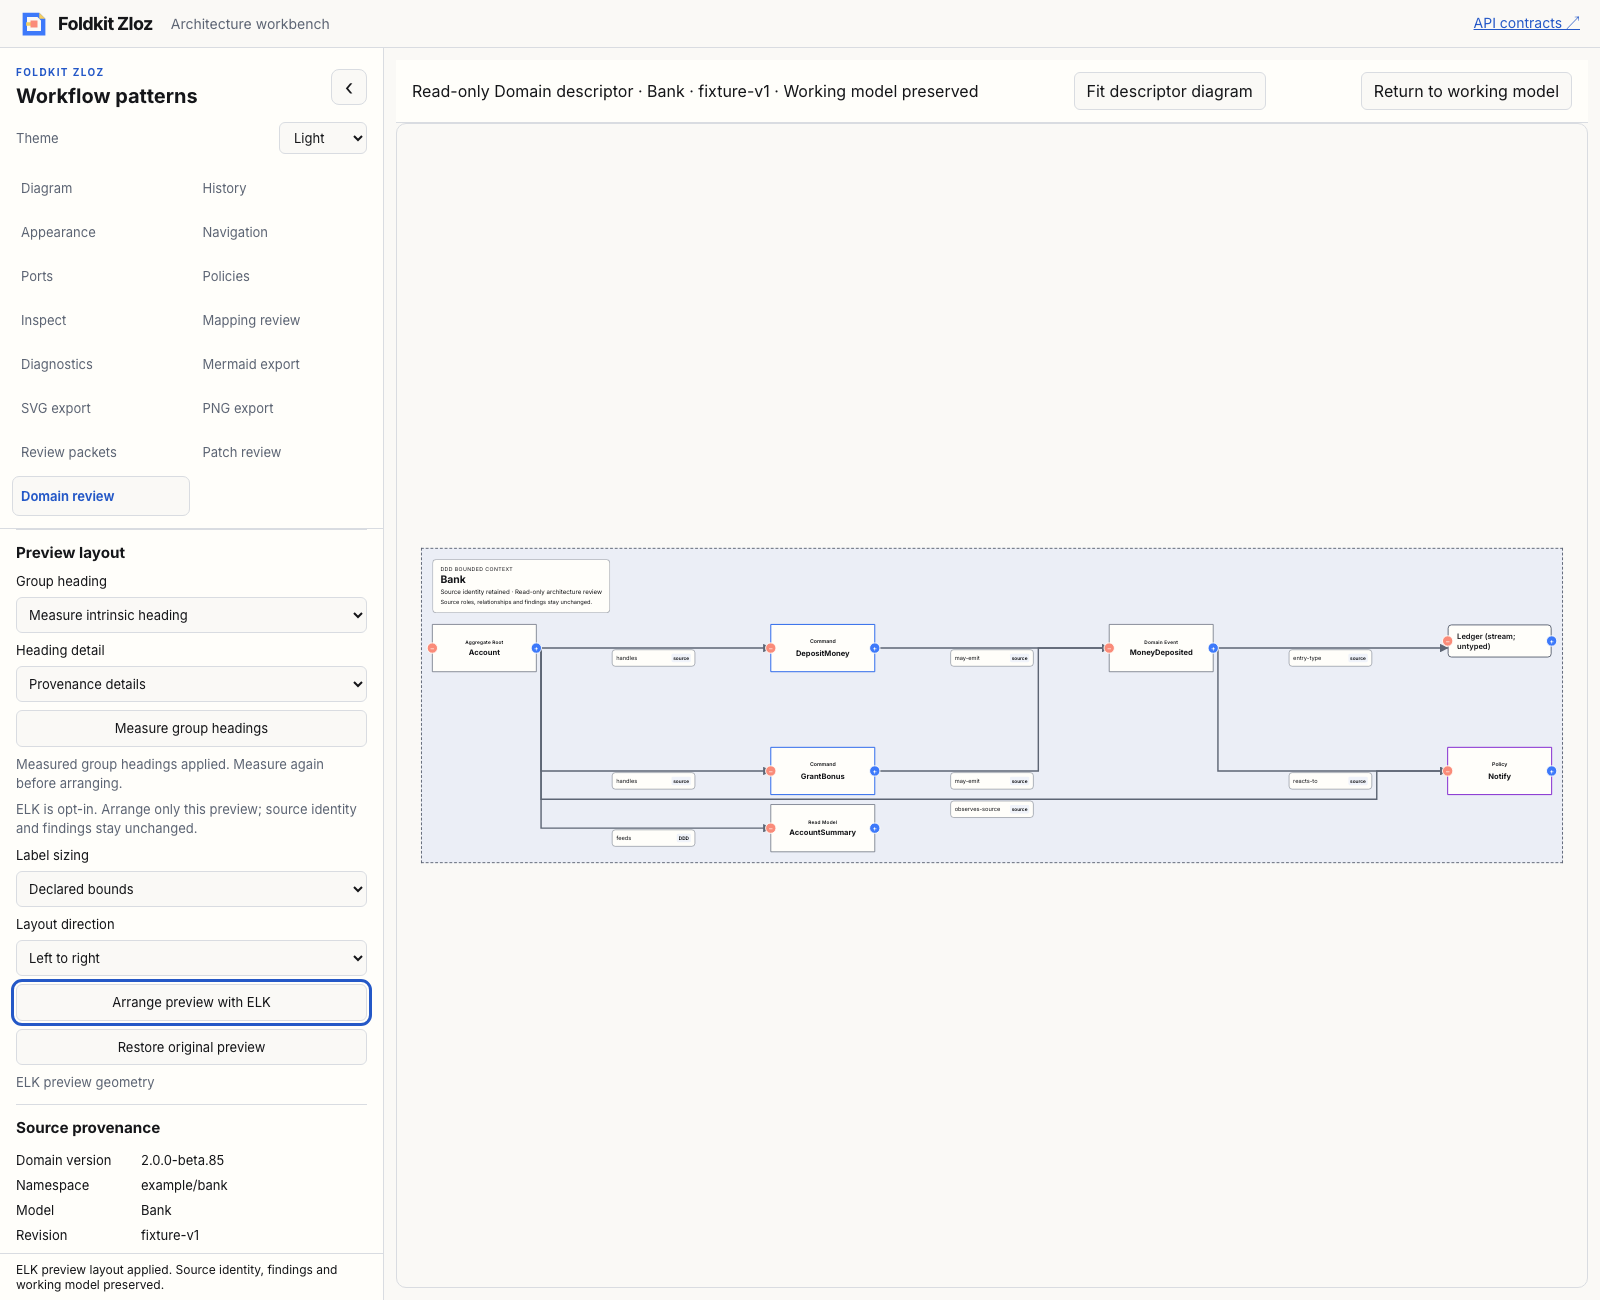 Foldkit Zloz
Architecture workbench
API contracts ↗
FOLDKIT ZLOZ
Workflow patterns
Theme
Light
Diagram
History
Appearance
Navigation
Ports
Policies
Inspect
Mapping review
Diagnostics
Mermaid export
SVG export
PNG export
Review packets
Patch review
Domain review
Preview layout
Group heading
Measure intrinsic heading
Heading detail
Provenance details
Measure group headings
Measured group headings applied. Measure again
before arranging.
ELK is opt-in. Arrange only this preview; source identity
and findings stay unchanged.
Label sizing
Declared bounds
Layout direction
Left to right
Arrange preview with ELK
Restore original preview
ELK preview geometry
Source provenance
Domain version 2.0.0-beta.85
Namespace example/bank
Model Bank
Revision fixture-v1
ELK preview layout applied. Source identity, findings and
working model preserved.
Read-only Domain descriptor · Bank · fixture-v1 · Working model preserved
Fit descriptor diagram
Return to working model
DDD BOUNDED CONTEXT
Bank
Source identity retained · Read-only architecture review
Source roles, relationships and findings stay unchanged.
Aggregate Root
Account
handles source
Command
DepositMoney
may-emit source
Domain Event
MoneyDeposited
entry-type source
Ledger (stream;
untyped)
handles source
Command
GrantBonus
may-emit source
reacts-to source
Policy
Notify
observes-source source
feeds DDD
Read Model
AccountSummary